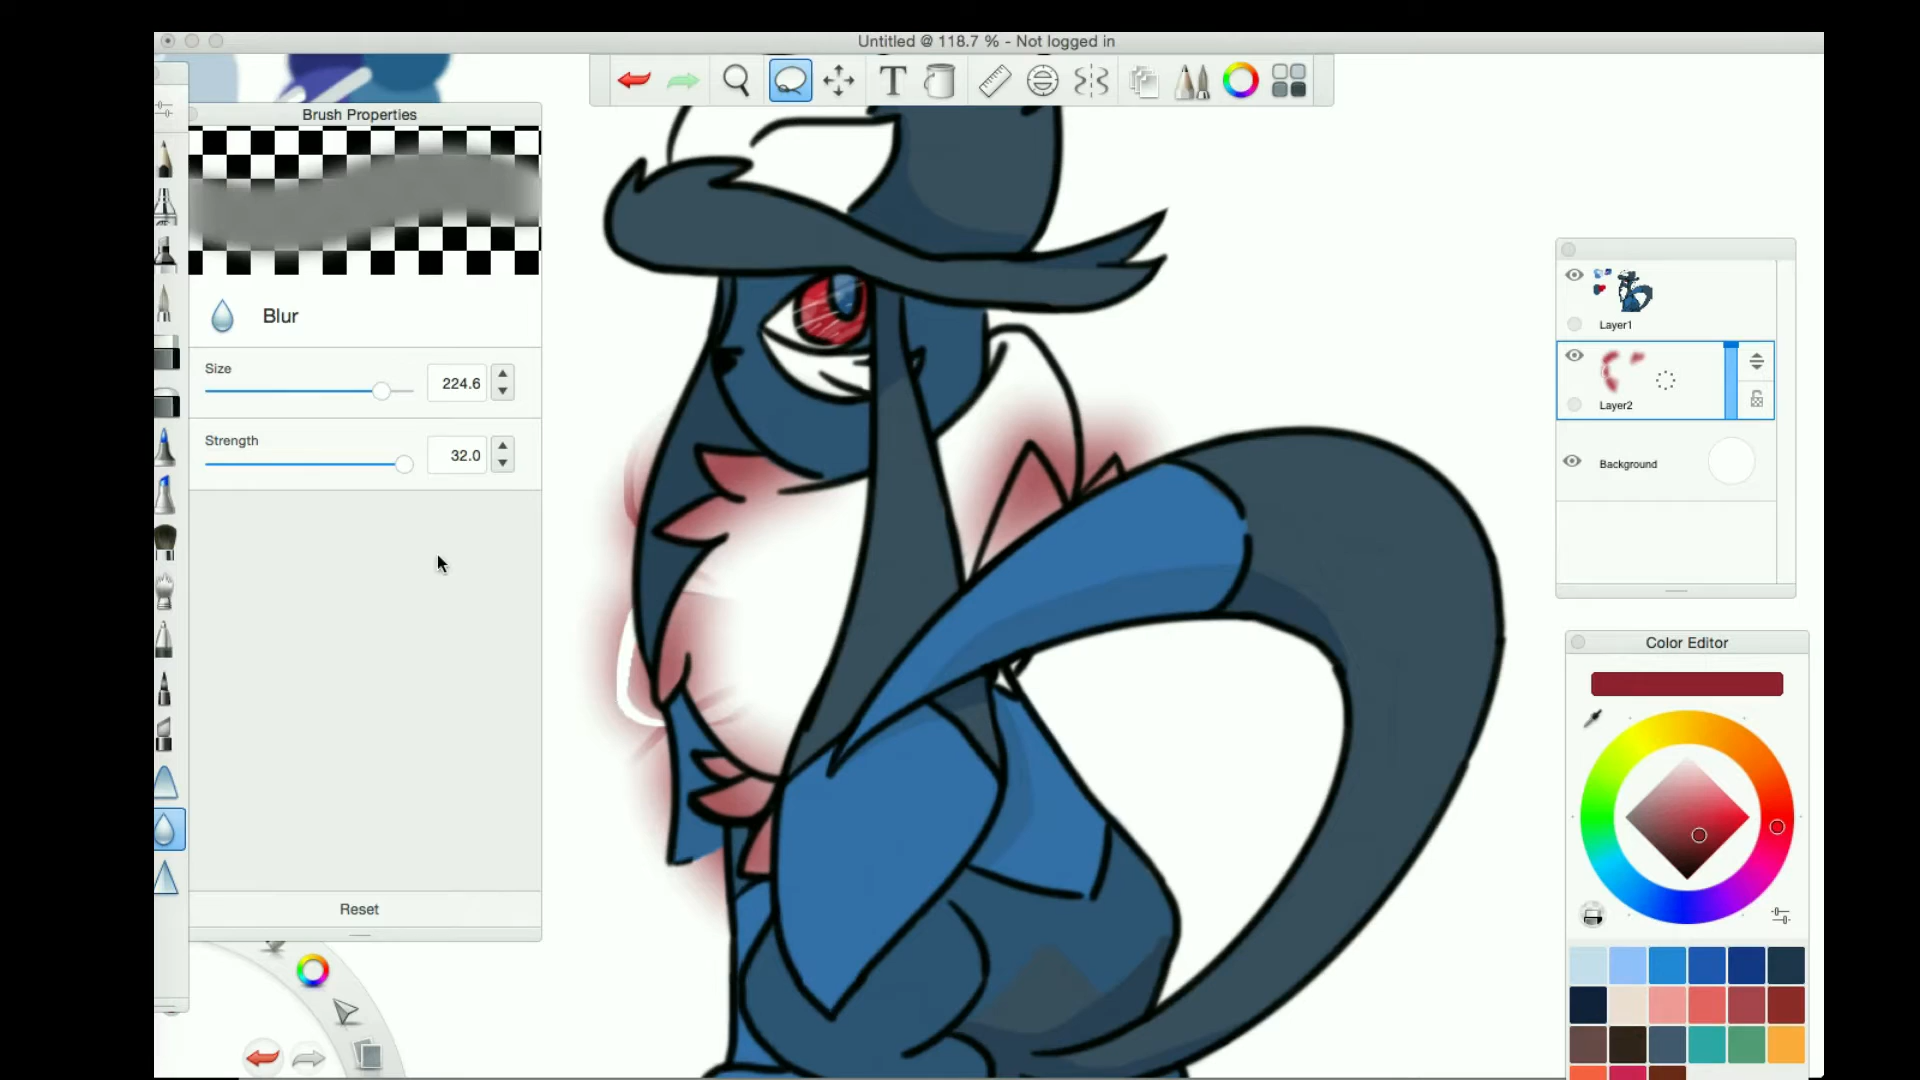 Untitled @ 118.7 % - Not logged in
T
Brush Properties
Blur
Size
224.6
Strength
32.0
Reset
Layer1
Layer2
Background
Color Editor